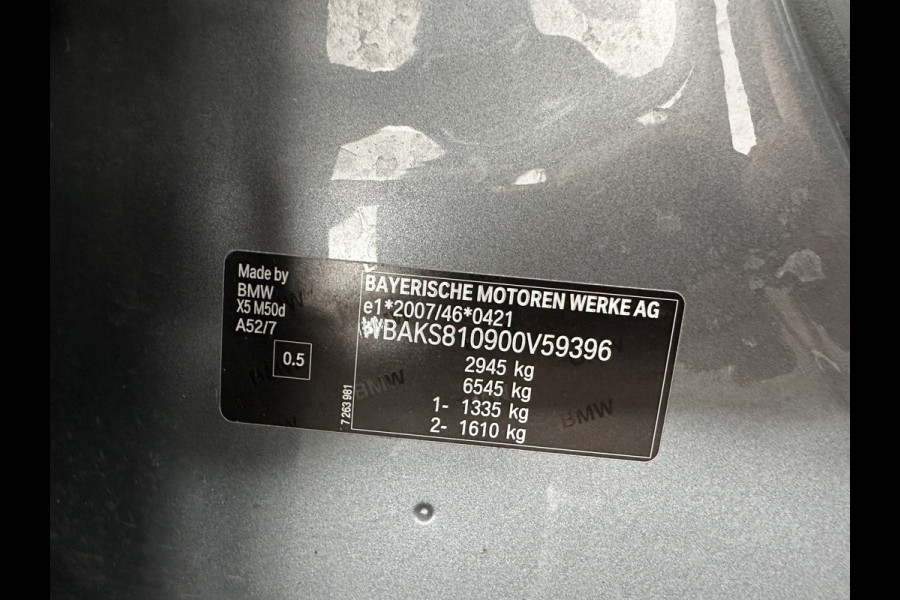 Made by
BMW
X5 M50d
A52/7
0.5
7 263 981
BAYERISCHE MOTOREN WERKE AG
e1*2007/46*0421
WBAKS810900V59396
2945 kg
6545 kg
1- 1335 kg
2- 1610 kg
BMW
BMW